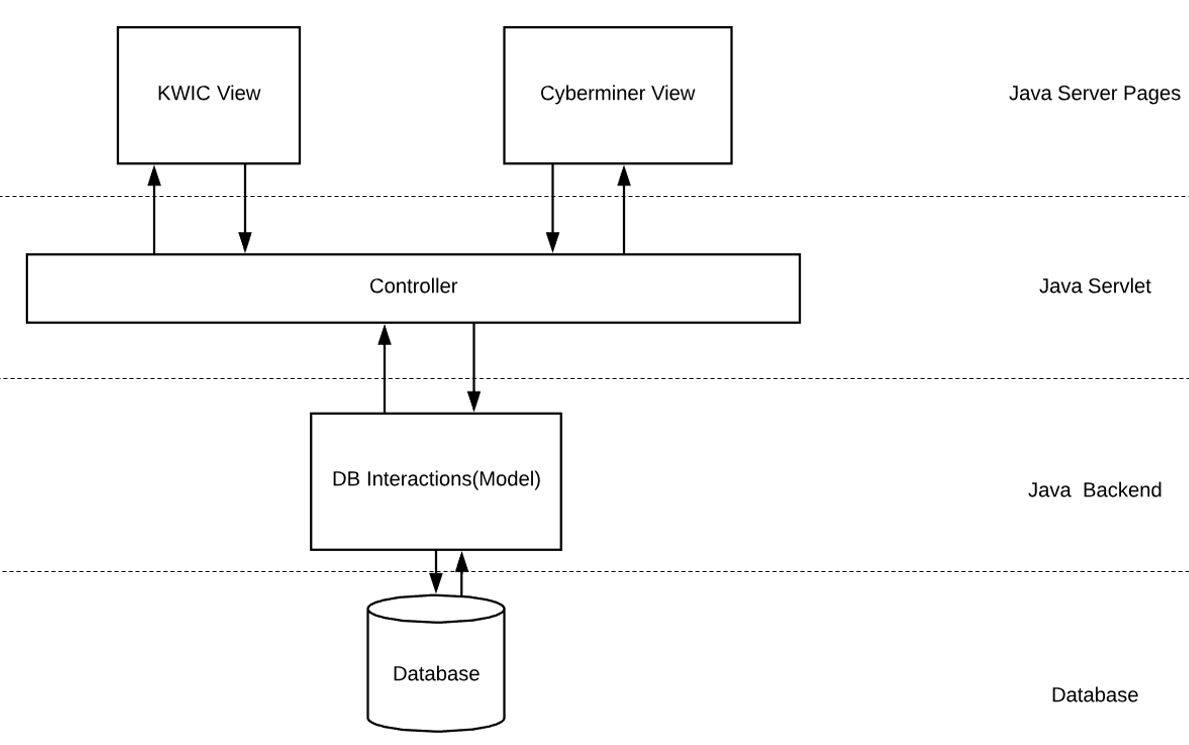 KWIC View
Cyberminer View
Java Server Pages
Controller
Java Servlet
DB Interactions(Model)
Java  Backend
Database
Database